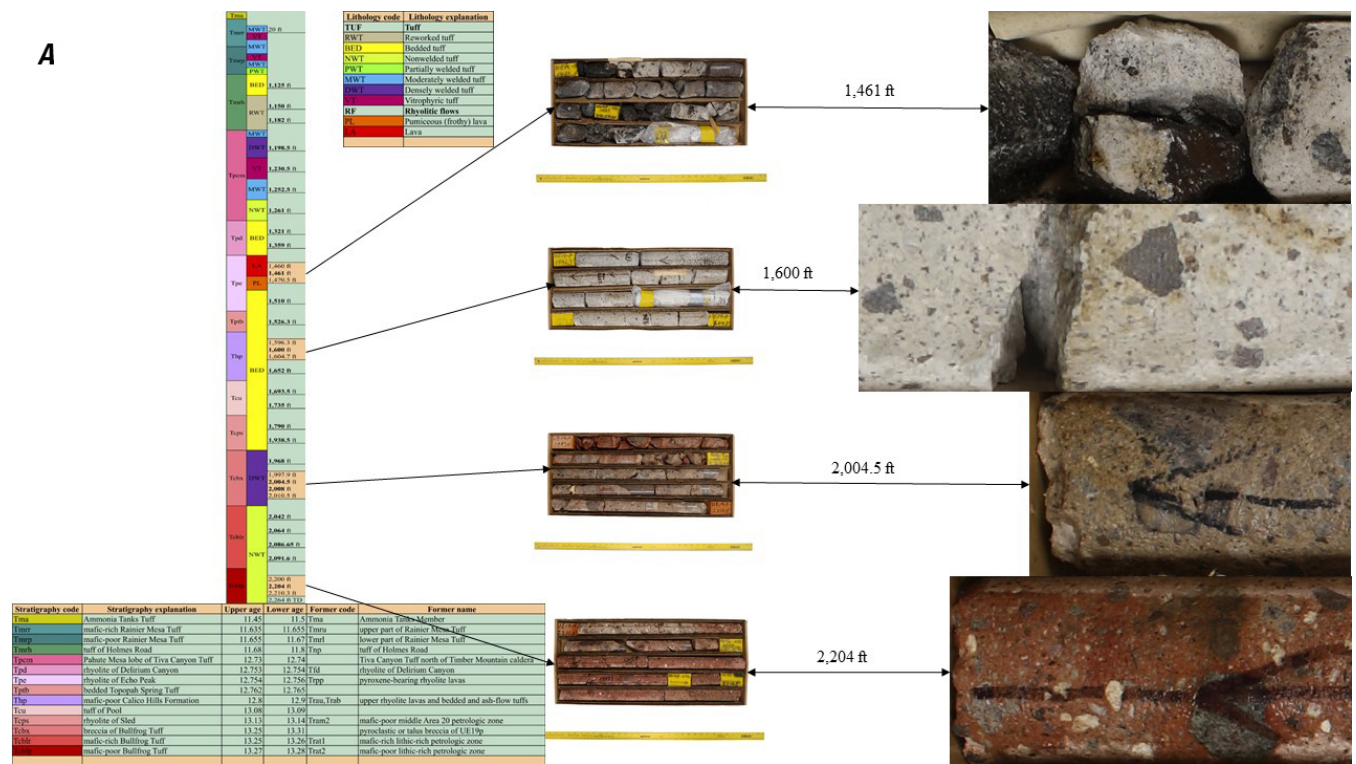 A
Tma
Tmrr MWT 20 ft
VT
MWT
Tmrp VT
MWT
PWT
Tmrh BED 1,125 ft
RWT 1,150 ft
1,182 ft
Tpcm MWT
DWT 1,198.5 ft
VT 1,230.5 ft
MWT 1,252.5 ft
NWT 1,261 ft
Tpd BED 1,321 ft
1,359 ft
Tpe LA 1,460 ft
1,461 ft
PL 1,470.5 ft
BED 1,510 ft
Tptb 1,526.3 ft
Thp 1,596.3 ft
1,600 ft
1,604.7 ft
1,652 ft
Tcu 1,693.5 ft
1,735 ft
Tcps 1,790 ft
1,938.5 ft
Tcbx DWT 1,968 ft
1,997.9 ft
2,004.5 ft
2,008 ft
2,010.5 ft
Tcblr NWT 2,042 ft
2,064 ft
2,086.65 ft
2,091.6 ft
2,200 ft
2,204 ft
2,210.3 ft
2,264 ft TD
Lithology code Lithology explanation
TUF Tuff
RWT Reworked tuff
BED Bedded tuff
NWT Nonwelded tuff
PWT Partially welded tuff
MWT Moderately welded tuff
DWT Densely welded tuff
VT Vitrophyric tuff
RF Rhyolitic flows
PL Pumiceous (frothy) lava
LA Lava
1,461 ft
1,600 ft
2,004.5 ft
2,204 ft
Stratigraphy code Stratigraphy explanation Upper age Lower age Former code Former name
Tma Ammonia Tanks Tuff 11.45 11.5 Tma Ammonia Tanks Member
Tmrr mafic-rich Rainier Mesa Tuff 11.635 11.655 Tmru upper part of Rainier Mesa Tuff
Tmrp mafic-poor Rainier Mesa Tuff 11.655 11.67 Tmrl lower part of Rainier Mesa Tuff
Tmrh tuff of Holmes Road 11.68 11.8 Tnp tuff of Holmes Road
Tpcm Pahute Mesa lobe of Tiva Canyon Tuff 12.73 12.74 Tiva Canyon Tuff north of Timber Mountain caldera
Tpd rhyolite of Delirium Canyon 12.753 12.754 Tfd rhyolite of Delirium Canyon
Tpe rhyolite of Echo Peak 12.754 12.756 Trpp pyroxene-bearing rhyolite lavas
Tptb bedded Topopah Spring Tuff 12.762 12.765
Thp mafic-poor Calico Hills Formation 12.8 12.9 Trau,Trab upper rhyolite lavas and bedded and ash-flow tuffs
Tcu tuff of Pool 13.08 13.09
Tcps rhyolite of Sled 13.13 13.14 Tram2 mafic-poor middle Area 20 petrologic zone
Tcbx breccia of Bullfrog Tuff 13.25 13.31 pyroclastic or talus breccia of UE19p
Tcblr mafic-rich Bullfrog Tuff 13.25 13.26 Trat1 mafic-rich lithic-rich petrologic zone
mafic-poor Bullfrog Tuff 13.27 13.28 Trat2 mafic-poor lithic-rich petrologic zone